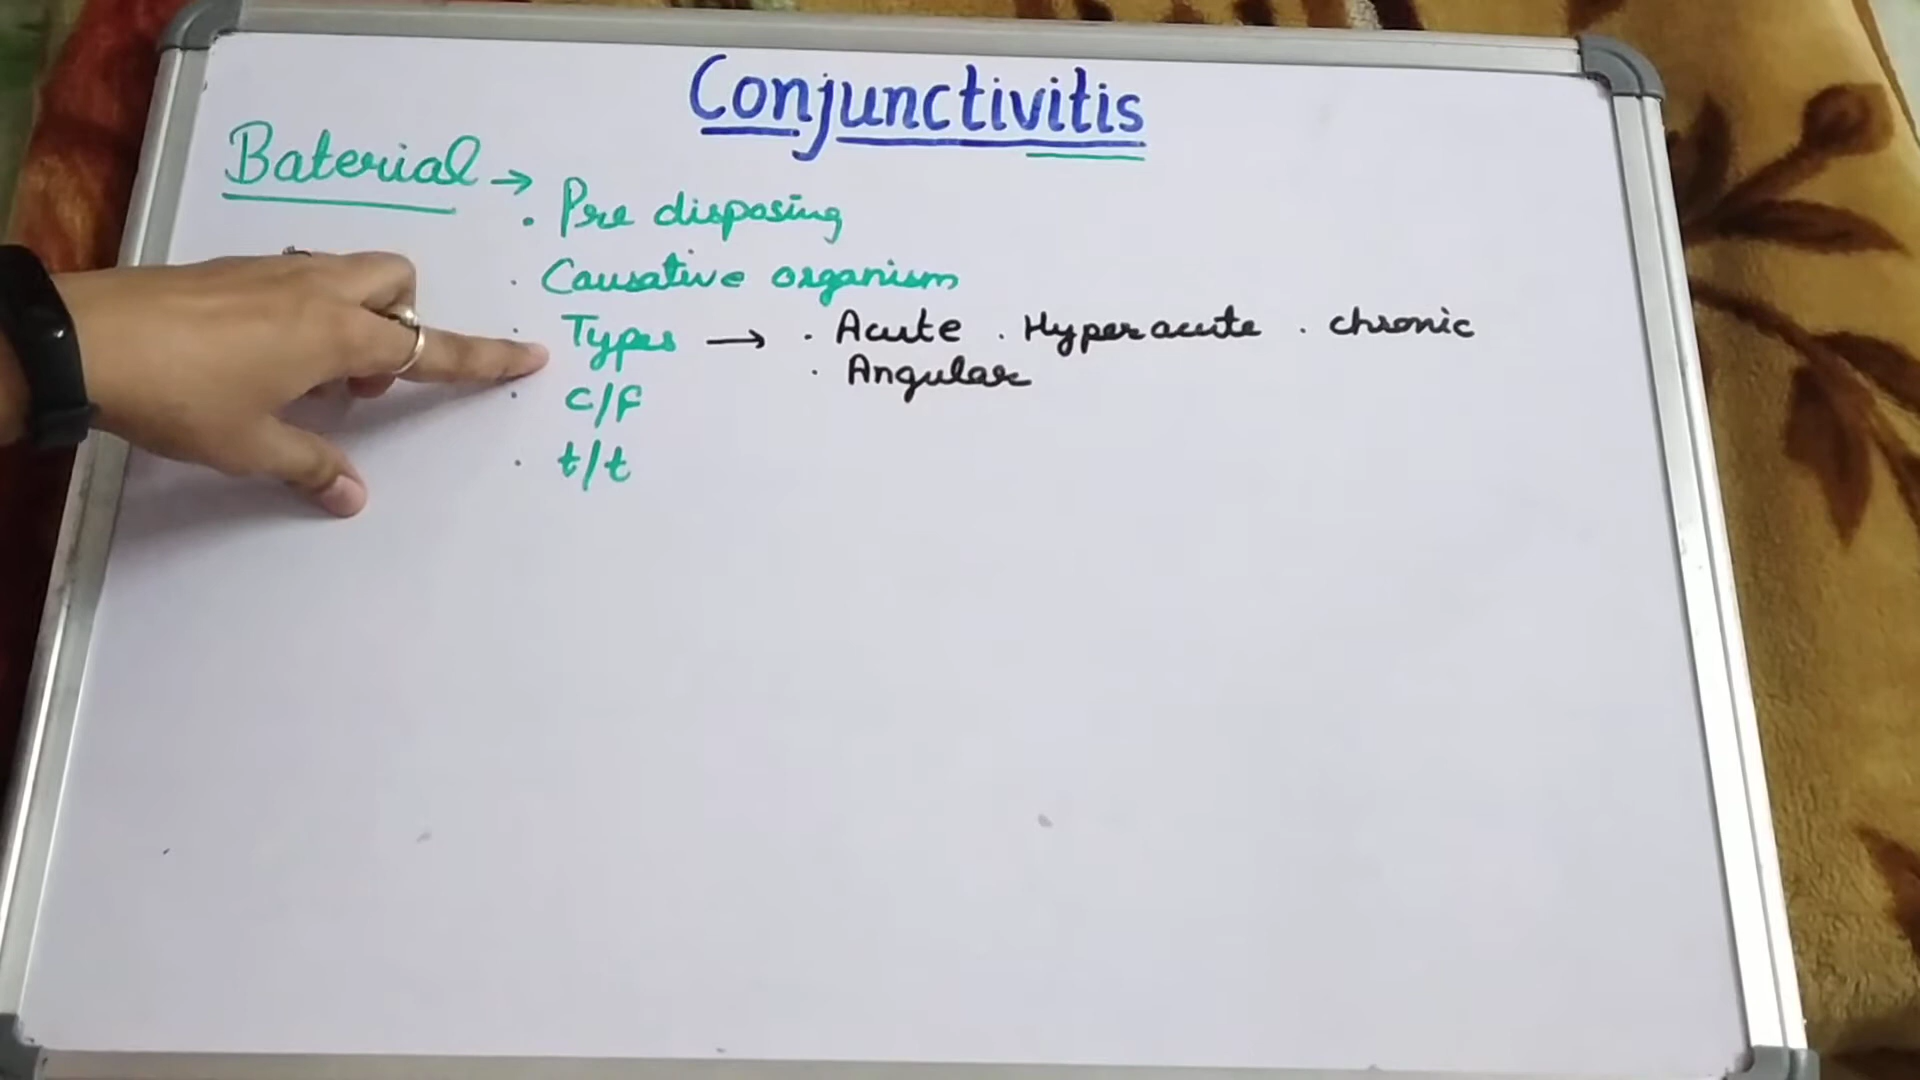 Conjunctivitis
Baterial →
. Pre disposing
. Causative organism
. Types → . Acute . Hyperacute . chronic
. Angular
. c/f
. t/t